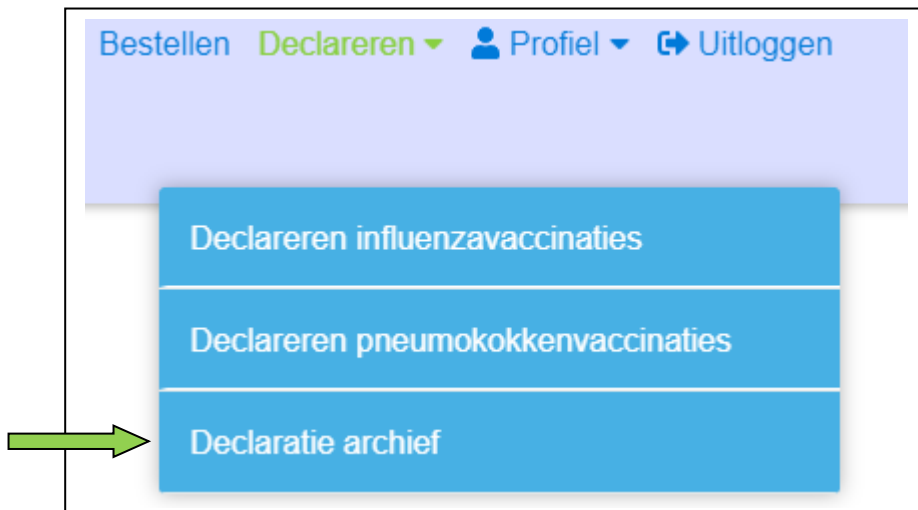 Bestellen Declareren Profiel Uitloggen
Declareren influenzavaccinaties
Declareren pneumokokkenvaccinaties
Declaratie archief